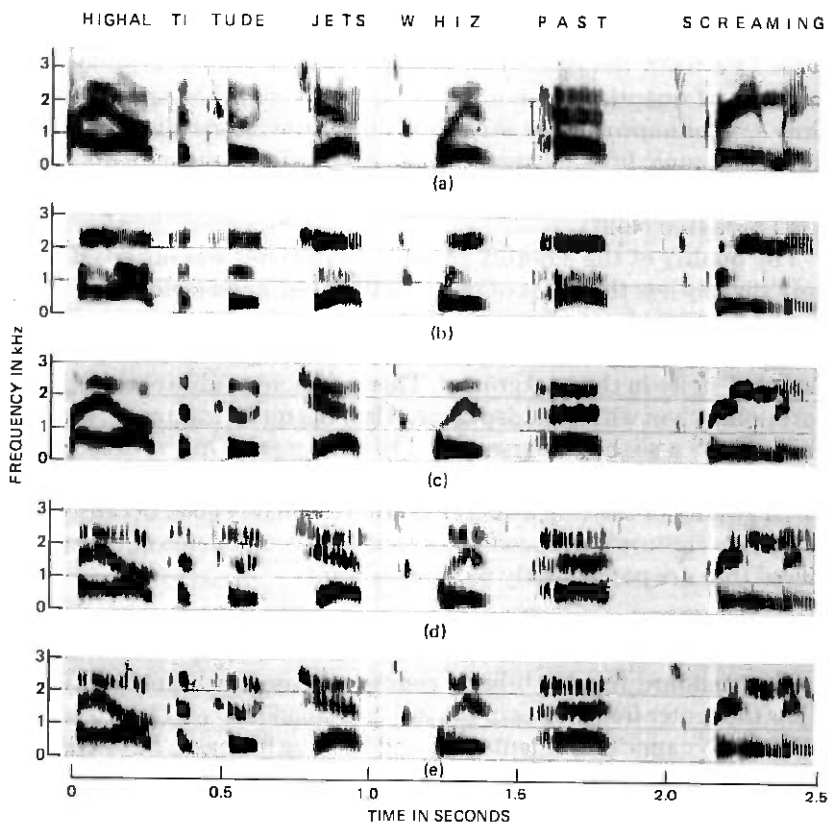 HIGHAL TI TUDE JETS W HIZ PAST SCREAMING
3
2
1
0
(a)
3
2
1
0
(b)
3
2
1
0
(c)
3
2
1
0
(d)
3
2
1
0
(e)
FREQUENCY IN kHz
0 0.5 1.0 1.5 2.0 2.5
TIME IN SECONDS